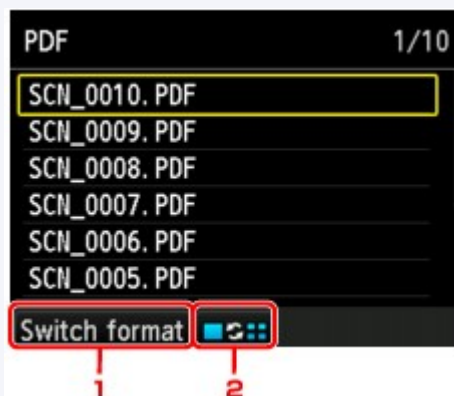 PDF 1/10
SCN_0010.PDF
SCN_0009.PDF
SCN_0008.PDF
SCN_0007.PDF
SCN_0006.PDF
SCN_0005.PDF
Switch format
1 2